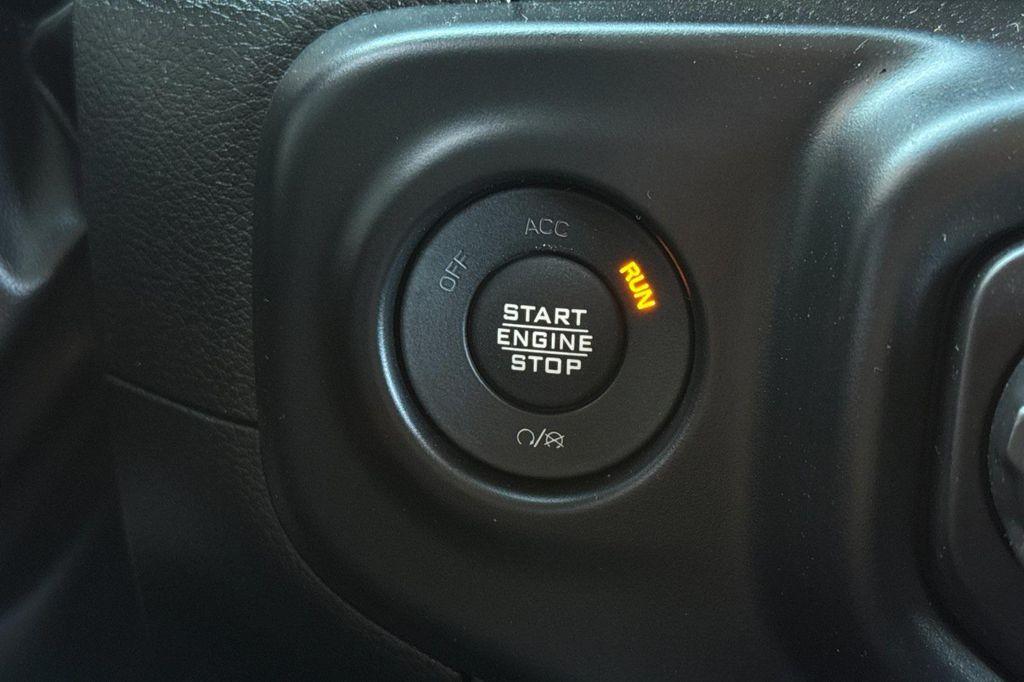 ACC
OFF
RUN
START
ENGINE
STOP